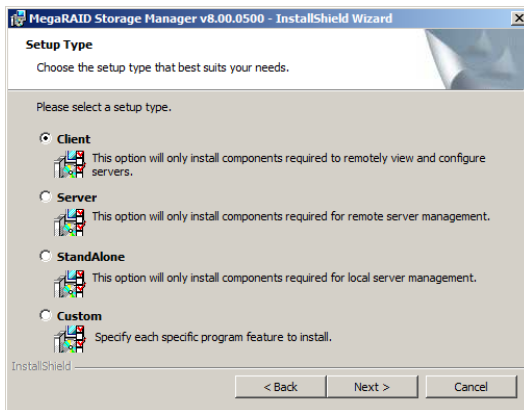 MegaRAID Storage Manager v8.00.0500 - InstallShield Wizard
Setup Type
Choose the setup type that best suits your needs.
Please select a setup type.
Client
This option will only install components required to remotely view and configure
servers.
Server
This option will only install components required for remote server management.
StandAlone
This option will only install components required for local server management.
Custom
Specify each specific program feature to install.
InstallShield
< Back Next > Cancel